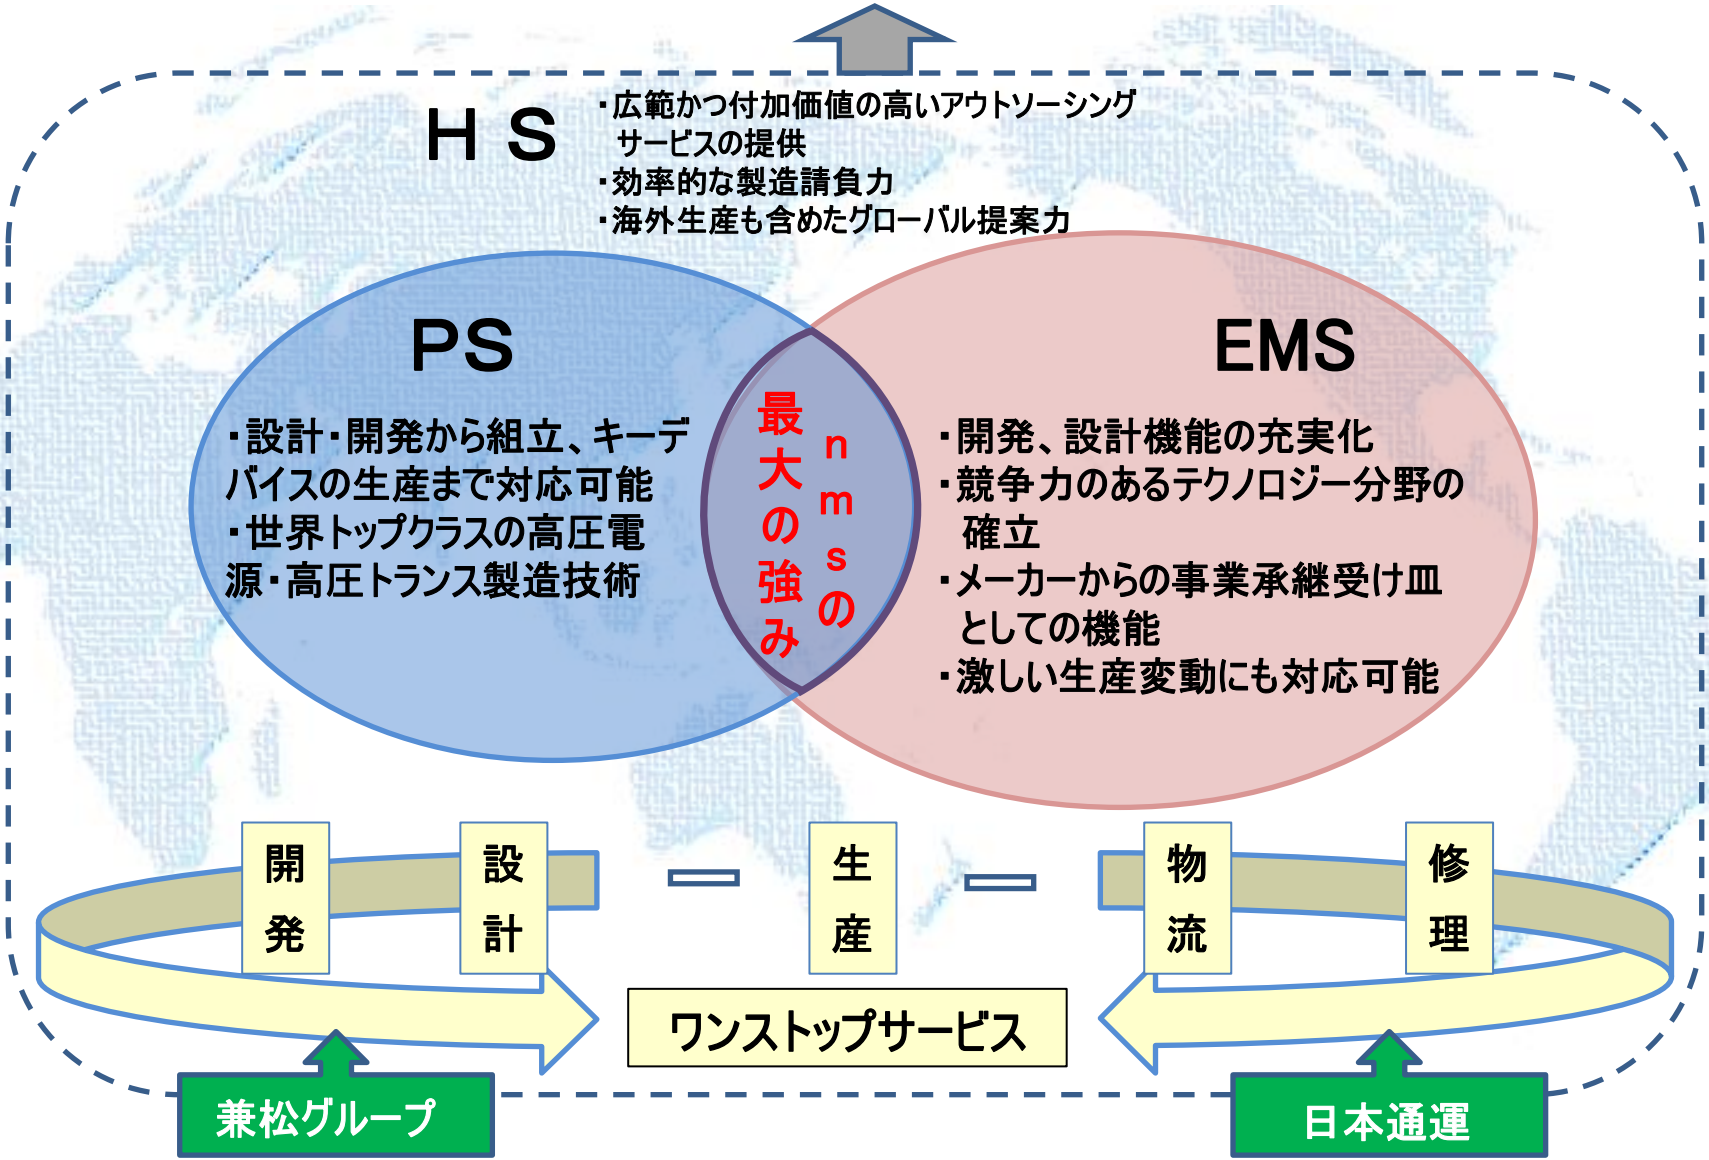 HS
・広範かつ付加価値の高いアウトソーシング
サービスの提供
・効率的な製造請負力
・海外生産も含めたグローバル提案力
PS
・設計・開発から組立、キーデ
バイスの生産まで対応可能
・世界トップクラスの高圧電
源・高圧トランス製造技術
nmsの
最大の強み
EMS
・開発、設計機能の充実化
・競争力のあるテクノロジー分野の
確立
・メーカーからの事業承継受け皿
としての機能
・激しい生産変動にも対応可能
開発
設計
生産
物流
修理
ワンストップサービス
兼松グループ
日本通運